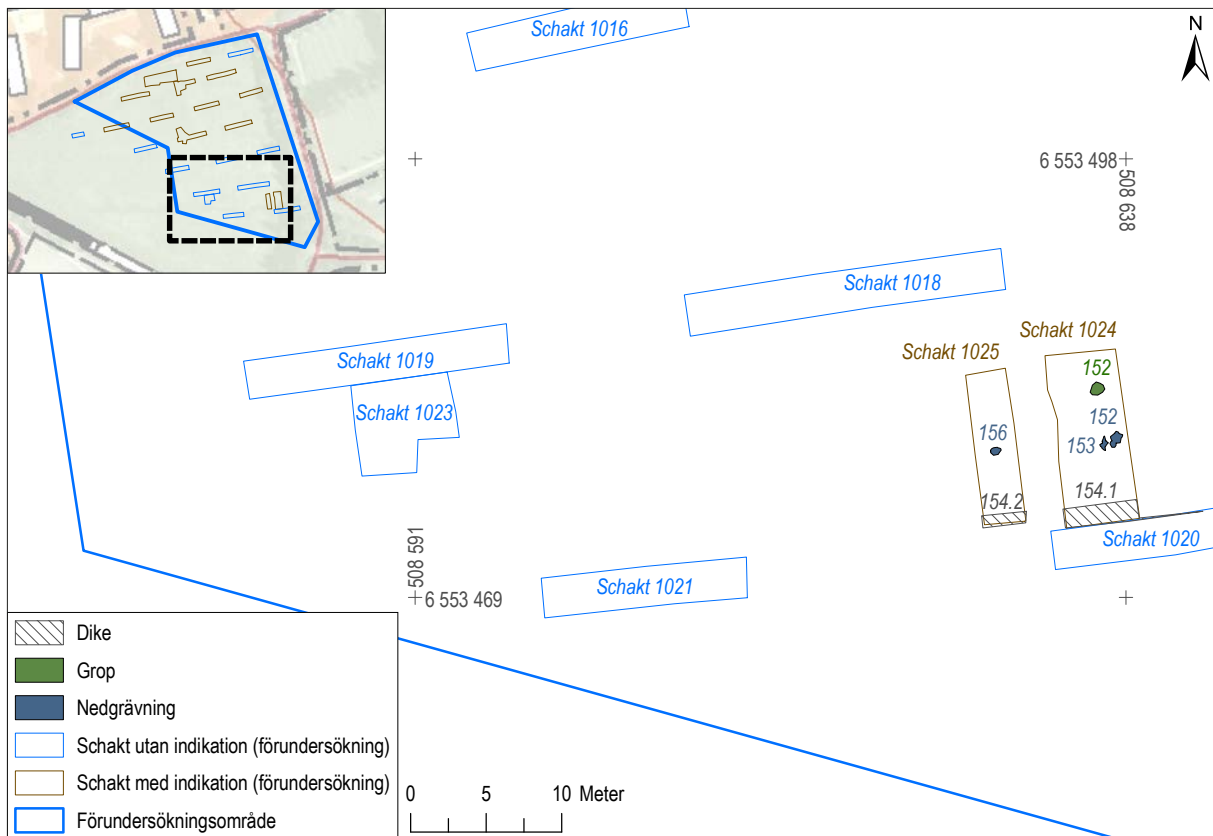 Schakt 1016
N
6 553 498
508 638
Schakt 1018
Schakt 1024
Schakt 1025
Schakt 1019
152
Schakt 1023
152
156
153
154.1
154.2
Schakt 1020
508 591
Schakt 1021
6 553 469
Dike
Grop
Nedgrävning
Schakt utan indikation (förundersökning)
Schakt med indikation (förundersökning)
Förundersökningsområde
0 5 10 Meter